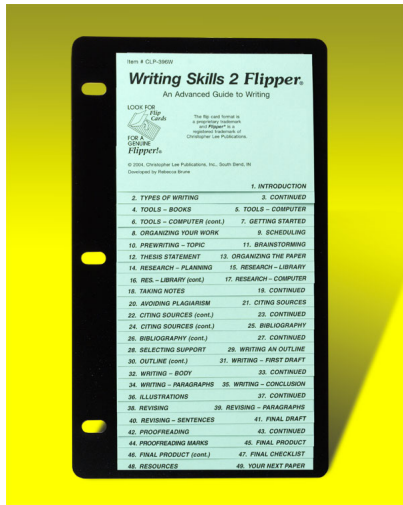 Item # CLP-396W
Writing Skills 2 Flipper®
An Advanced Guide to Writing
LOOK FOR
Flip
Cards
FOR A
GENUINE
Flipper!®
The flip card format is
a proprietary trademark
and Flipper® is a
registered trademark of
Christopher Lee Publications.
© 2004, Christopher Lee Publications, Inc., South Bend, IN
Developed by Rebecca Brune
1. INTRODUCTION
2. TYPES OF WRITING 3. CONTINUED
4. TOOLS – BOOKS 5. TOOLS – COMPUTER
6. TOOLS – COMPUTER (cont.) 7. GETTING STARTED
8. ORGANIZING YOUR WORK 9. SCHEDULING
10. PREWRITING – TOPIC 11. BRAINSTORMING
12. THESIS STATEMENT 13. ORGANIZING THE PAPER
14. RESEARCH – PLANNING 15. RESEARCH – LIBRARY
16. RES. – LIBRARY (cont.) 17. RESEARCH – COMPUTER
18. TAKING NOTES 19. CONTINUED
20. AVOIDING PLAGIARISM 21. CITING SOURCES
22. CITING SOURCES (cont.) 23. CONTINUED
24. CITING SOURCES (cont.) 25. BIBLIOGRAPHY
26. BIBLIOGRAPHY (cont.) 27. CONTINUED
28. SELECTING SUPPORT 29. WRITING AN OUTLINE
30. OUTLINE (cont.) 31. WRITING – FIRST DRAFT
32. WRITING – BODY 33. CONTINUED
34. WRITING – PARAGRAPHS 35. WRITING – CONCLUSION
36. ILLUSTRATIONS 37. CONTINUED
38. REVISING 39. REVISING – PARAGRAPHS
40. REVISION – SENTENCES 41. FINAL DRAFT
42. PROOFREADING 43. CONTINUED
44. PROOFREADING MARKS 45. FINAL PRODUCT
46. FINAL PRODUCT (cont.) 47. FINAL CHECKLIST
48. RESOURCES 49. YOUR NEXT PAPER